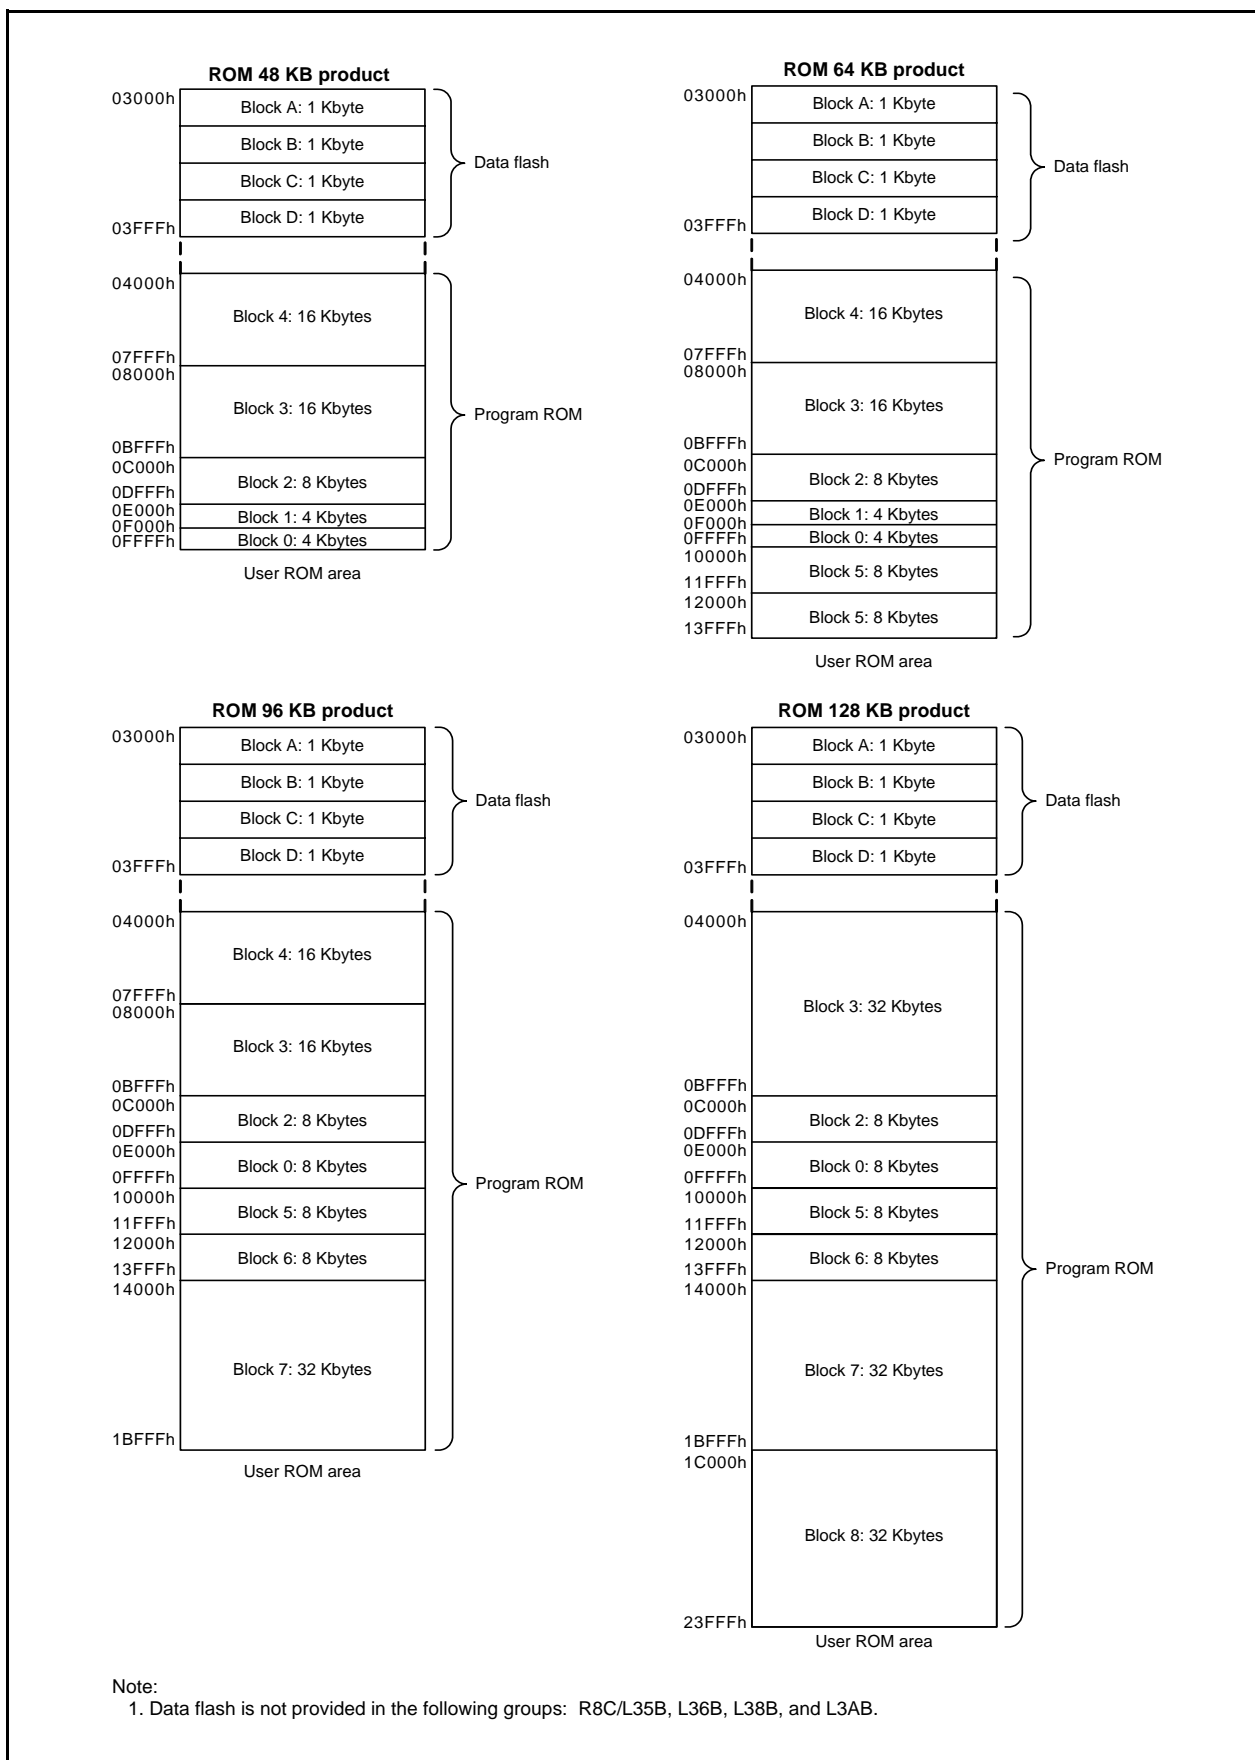 ROM 48 KB product
03000h
Block A: 1 Kbyte
Block B: 1 Kbyte
Block C: 1 Kbyte
Block D: 1 Kbyte
03FFFh
Data flash
04000h
Block 4: 16 Kbytes
07FFFh
08000h
Block 3: 16 Kbytes
0BFFFh
0C000h
Block 2: 8 Kbytes
0DFFFh
0E000h
Block 1: 4 Kbytes
0F000h
Block 0: 4 Kbytes
0FFFFh
Program ROM
User ROM area
ROM 64 KB product
03000h
Block A: 1 Kbyte
Block B: 1 Kbyte
Block C: 1 Kbyte
Block D: 1 Kbyte
03FFFh
Data flash
04000h
Block 4: 16 Kbytes
07FFFh
08000h
Block 3: 16 Kbytes
0BFFFh
0C000h
Block 2: 8 Kbytes
0DFFFh
0E000h
Block 1: 4 Kbytes
0F000h
Block 0: 4 Kbytes
0FFFFh
10000h
Block 5: 8 Kbytes
11FFFh
12000h
Block 5: 8 Kbytes
13FFFh
Program ROM
User ROM area
ROM 96 KB product
03000h
Block A: 1 Kbyte
Block B: 1 Kbyte
Block C: 1 Kbyte
Block D: 1 Kbyte
03FFFh
Data flash
04000h
Block 4: 16 Kbytes
07FFFh
08000h
Block 3: 16 Kbytes
0BFFFh
0C000h
Block 2: 8 Kbytes
0DFFFh
0E000h
Block 0: 8 Kbytes
0FFFFh
10000h
Block 5: 8 Kbytes
11FFFh
12000h
Block 6: 8 Kbytes
13FFFh
14000h
Block 7: 32 Kbytes
1BFFFh
Program ROM
User ROM area
ROM 128 KB product
03000h
Block A: 1 Kbyte
Block B: 1 Kbyte
Block C: 1 Kbyte
Block D: 1 Kbyte
03FFFh
Data flash
04000h
Block 3: 32 Kbytes
0BFFFh
0C000h
Block 2: 8 Kbytes
0DFFFh
0E000h
Block 0: 8 Kbytes
0FFFFh
10000h
Block 5: 8 Kbytes
11FFFh
12000h
Block 6: 8 Kbytes
13FFFh
14000h
Block 7: 32 Kbytes
1BFFFh
1C000h
Block 8: 32 Kbytes
23FFFh
Program ROM
User ROM area
Note:
1. Data flash is not provided in the following groups: R8C/L35B, L36B, L38B, and L3AB.